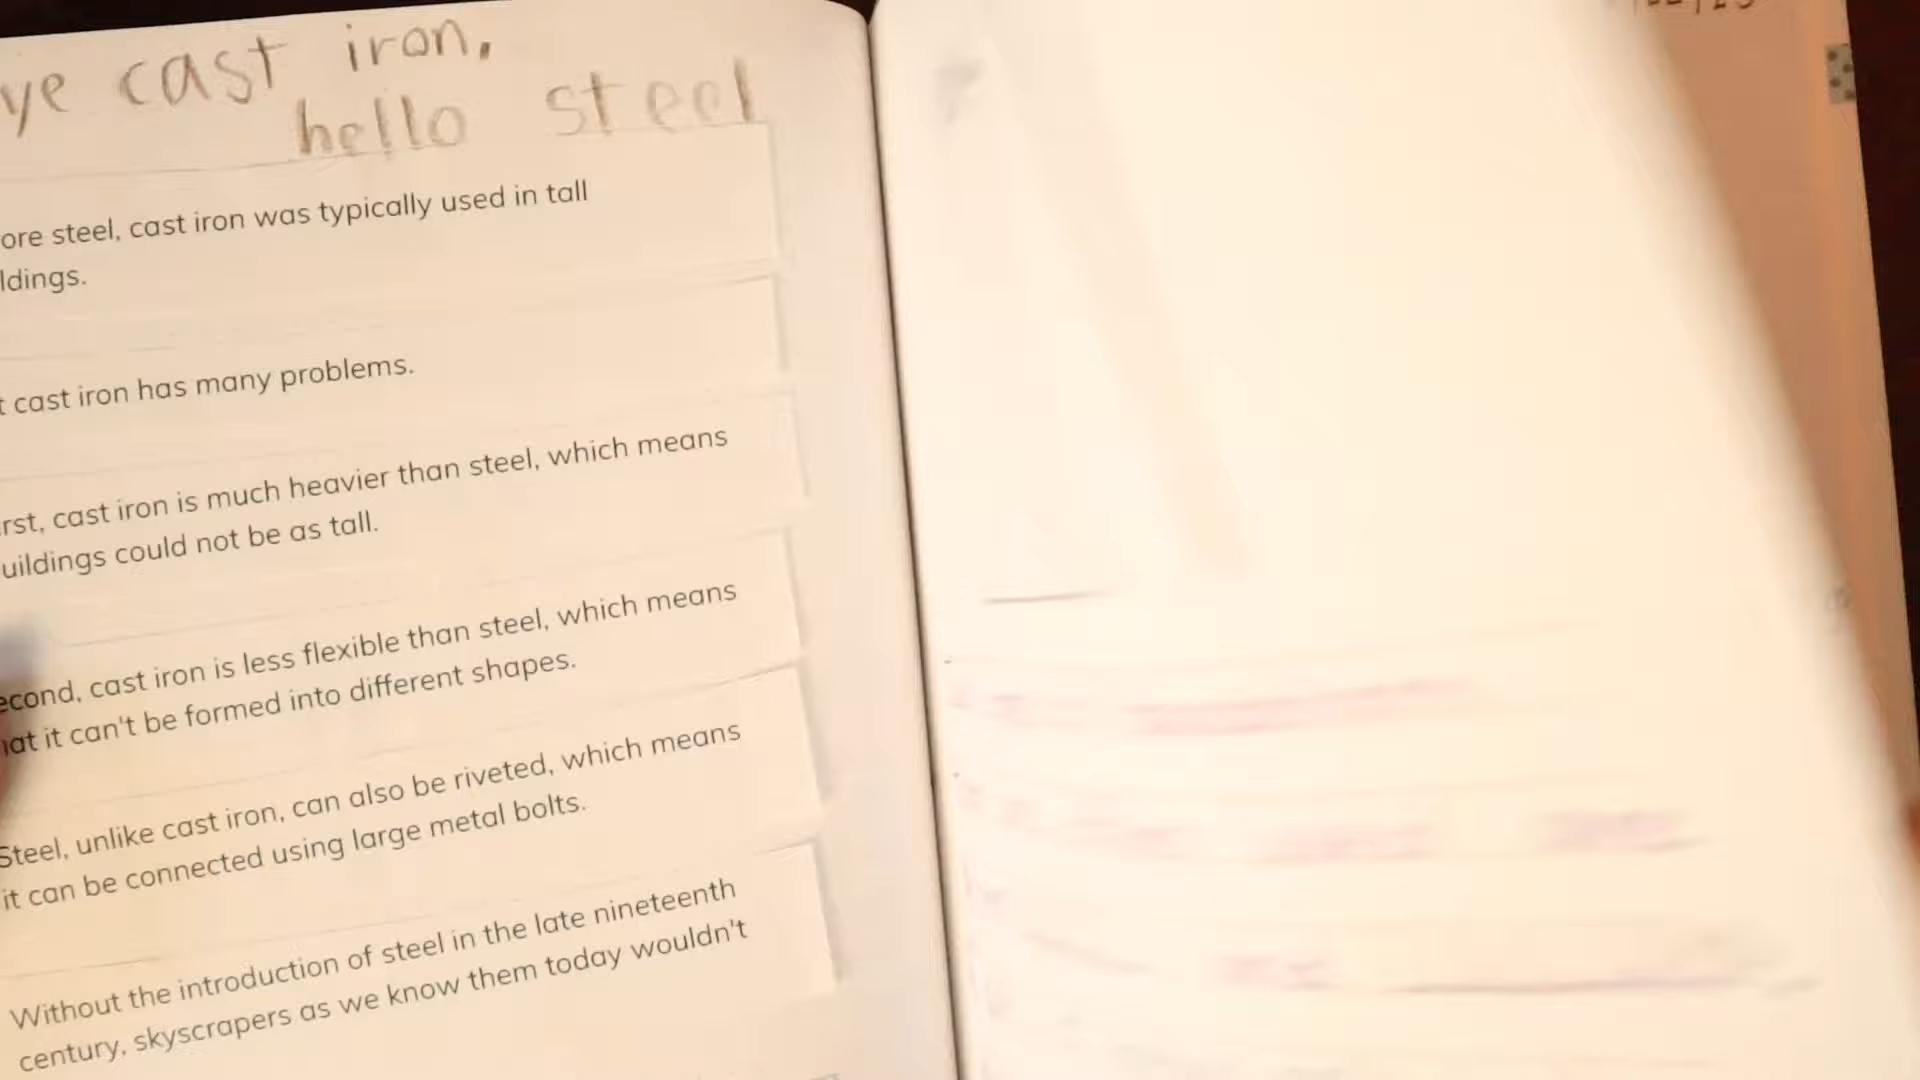 ye cast iron,
hello steel
ore steel, cast iron was typically used in tall
ldings.
t cast iron has many problems.
rst, cast iron is much heavier than steel, which means
uildings could not be as tall.
econd, cast iron is less flexible than steel, which means
hat it can't be formed into different shapes.
Steel, unlike cast iron, can also be riveted, which means
it can be connected using large metal bolts.
Without the introduction of steel in the late nineteenth
century, skyscrapers as we know them today wouldn't